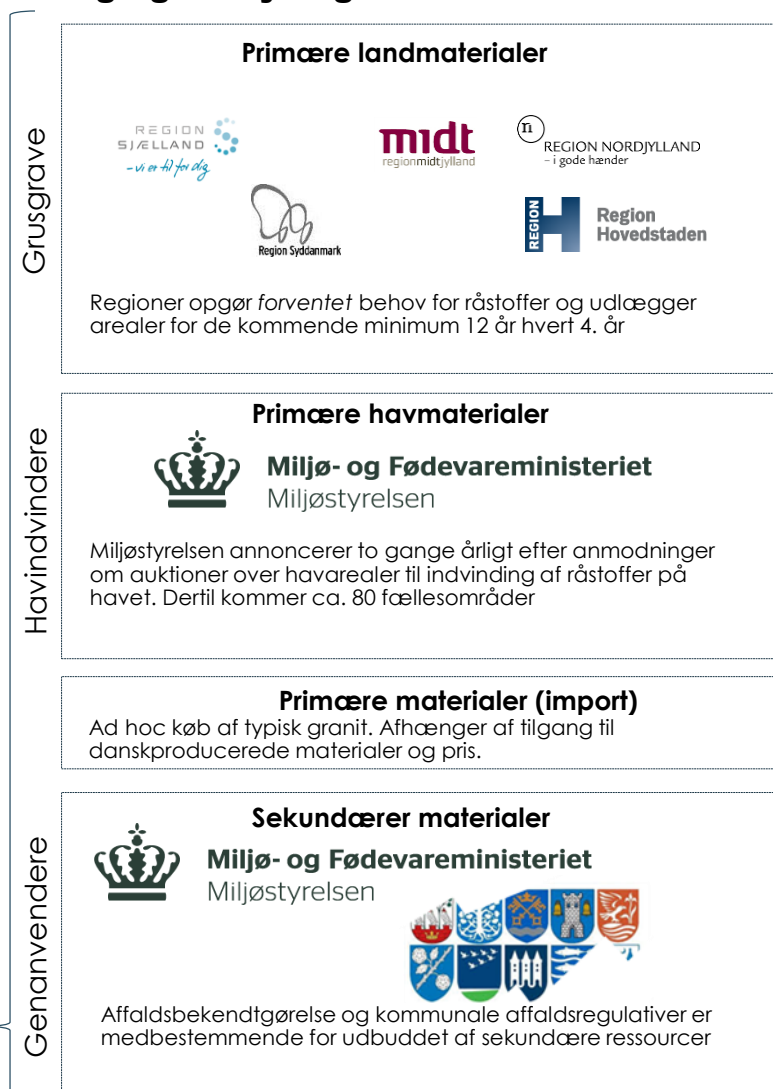 Primære landmaterialer
Grusgrave
REGION
SJÆLLAND
- vi er til for dig
midt
regionmidtjylland
n
REGION NORDJYLLAND
- i gode hænder
Region Syddanmark
REGION
H
Region
Hovedstaden
Regioner opgør forventet behov for råstoffer og udlægger
arealer for de kommende minimum 12 år hvert 4. år
Havindvindere
Primære havmaterialer
Miljø- og Fødevareministeriet
Miljøstyrelsen
Miljøstyrelsen annoncerer to gange årligt efter anmodninger
om auktioner over havarealer til indvinding af råstoffer på
havet. Dertil kommer ca. 80 fællesområder
Primære materialer (import)
Ad hoc køb af typisk granit. Afhænger af tilgang til
danskproducerede materialer og pris.
Genanvendere
Sekundærer materialer
Miljø- og Fødevareministeriet
Miljøstyrelsen
Affaldsbekendtgørelse og kommunale affaldsregulativer er
medbestemmende for udbuddet af sekundære ressourcer